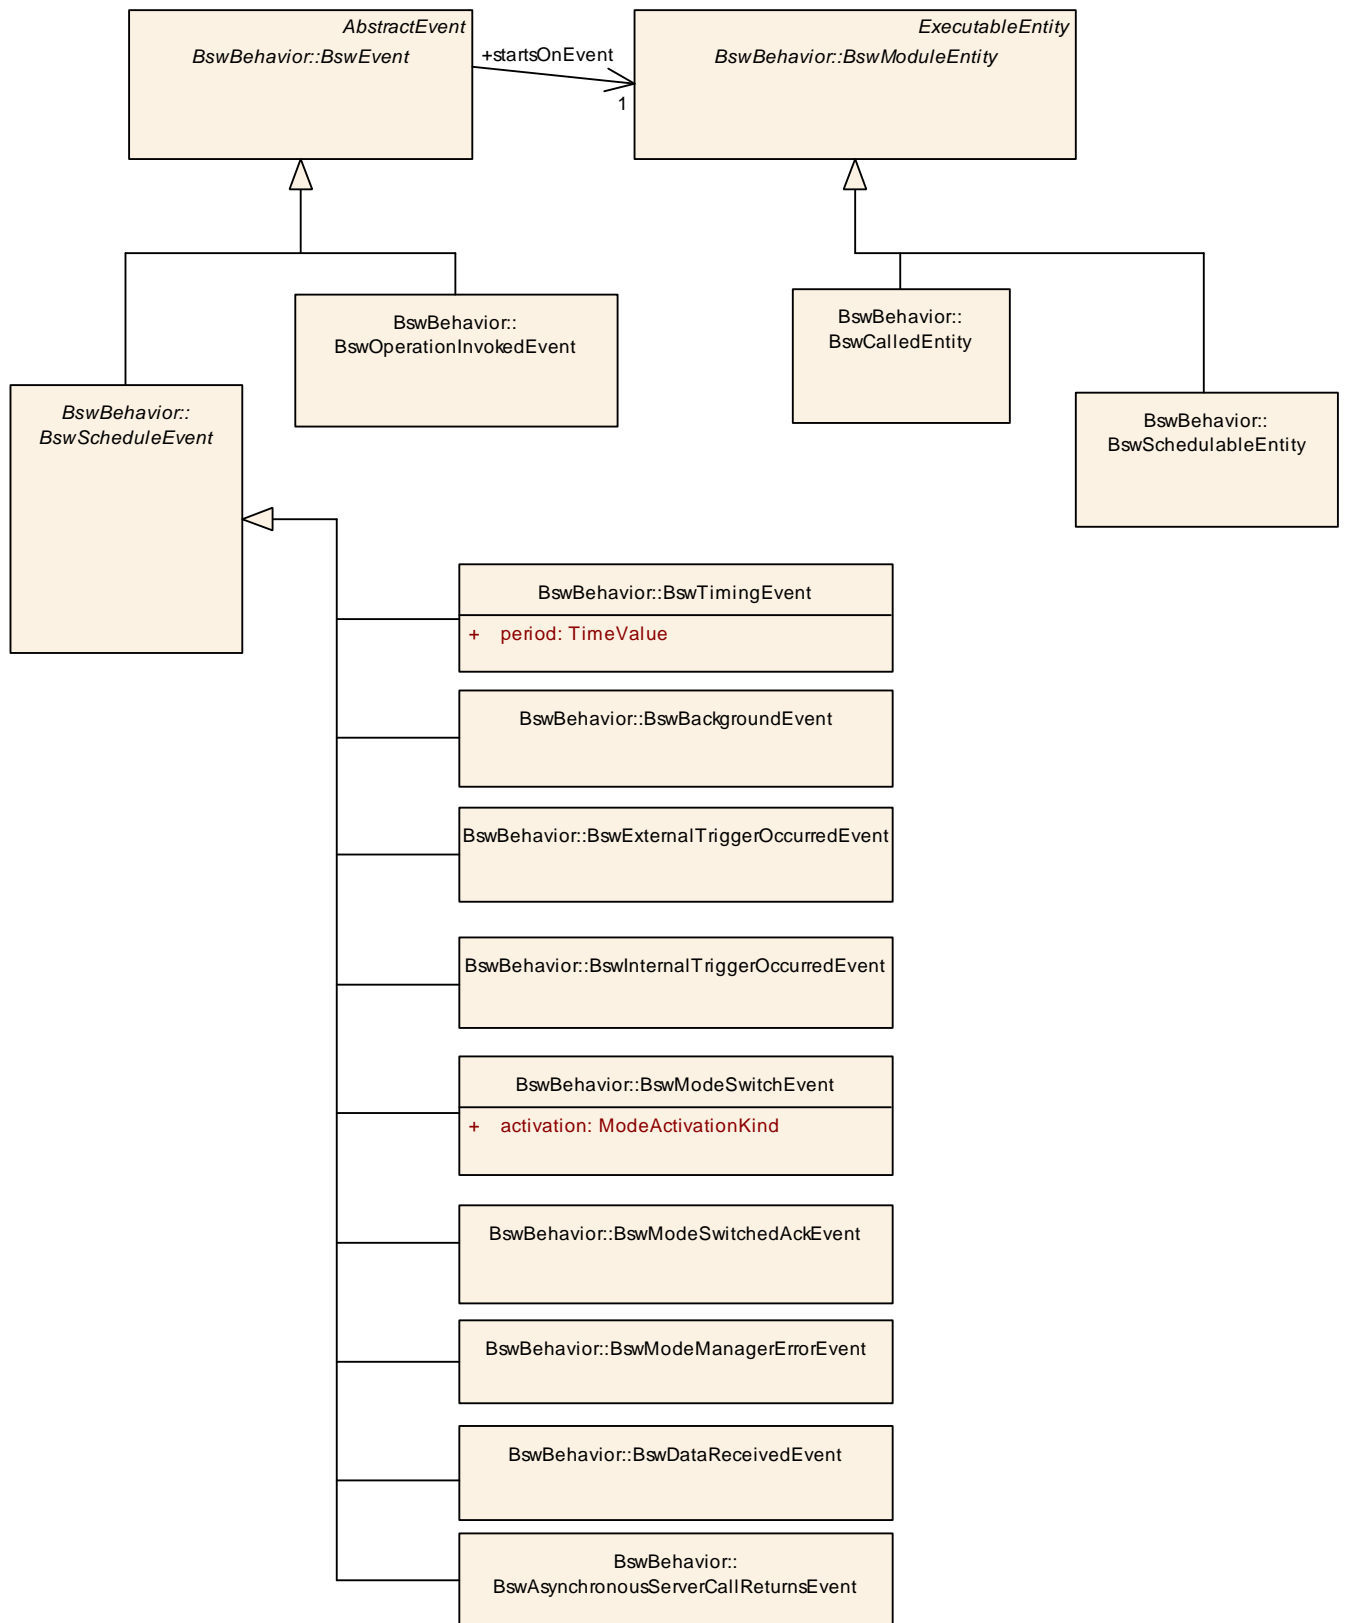 AbstractEvent
BswBehavior::BswEvent
+startsOnEvent
1
ExecutableEntity
BswBehavior::BswModuleEntity
BswBehavior::
BswOperationInvokedEvent
BswBehavior::
BswCalledEntity
BswBehavior::
BswScheduleEvent
BswBehavior::
BswSchedulableEntity
BswBehavior::BswTimingEvent
+ period: TimeValue
BswBehavior::BswBackgroundEvent
BswBehavior::BswExternalTriggerOccurredEvent
BswBehavior::BswInternalTriggerOccurredEvent
BswBehavior::BswModeSwitchEvent
+ activation: ModeActivationKind
BswBehavior::BswModeSwitchedAckEvent
BswBehavior::BswModeManagerErrorEvent
BswBehavior::BswDataReceivedEvent
BswBehavior::
BswAsynchronousServerCallReturnsEvent